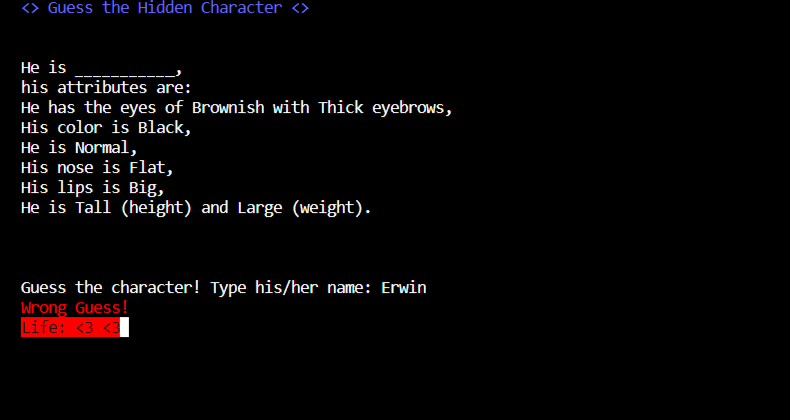 <> Guess the Hidden Character <>
He is ___________,
his attributes are:
He has the eyes of Brownish with Thick eyebrows,
His color is Black,
He is Normal,
His nose is Flat,
His lips is Big,
He is Tall (height) and Large (weight).
Guess the character! Type his/her name: Erwin
Wrong Guess!
Life: <3 <3